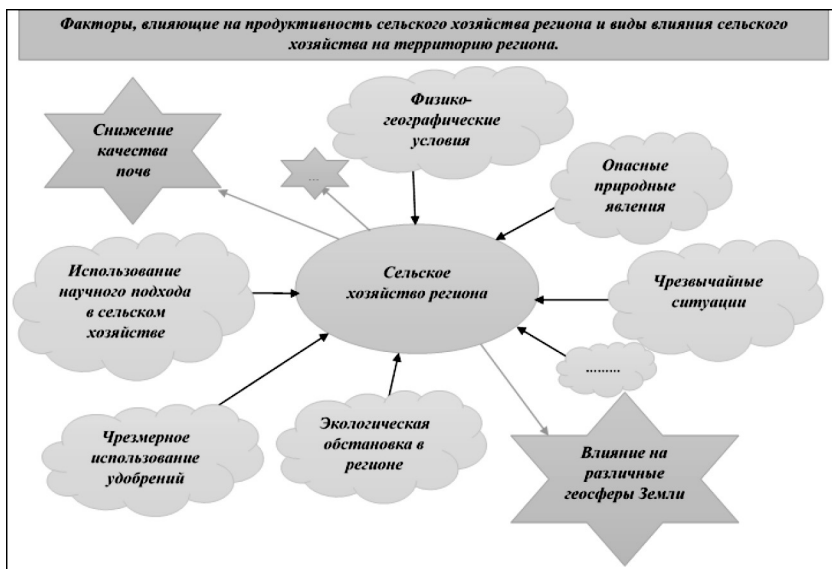 Факторы, влияющие на продуктивность сельского хозяйства региона и виды влияния сельского
хозяйства на территорию региона.
Снижение
качества
почв
...
Физико-
географические
условия
Опасные
природные
явления
Использование
научного подхода
в сельском
хозяйстве
Сельское
хозяйство региона
Чрезвычайные
ситуации
.........
Чрезмерное
использование
удобрений
Экологическая
обстановка в
регионе
Влияние на
различные
геосферы Земли